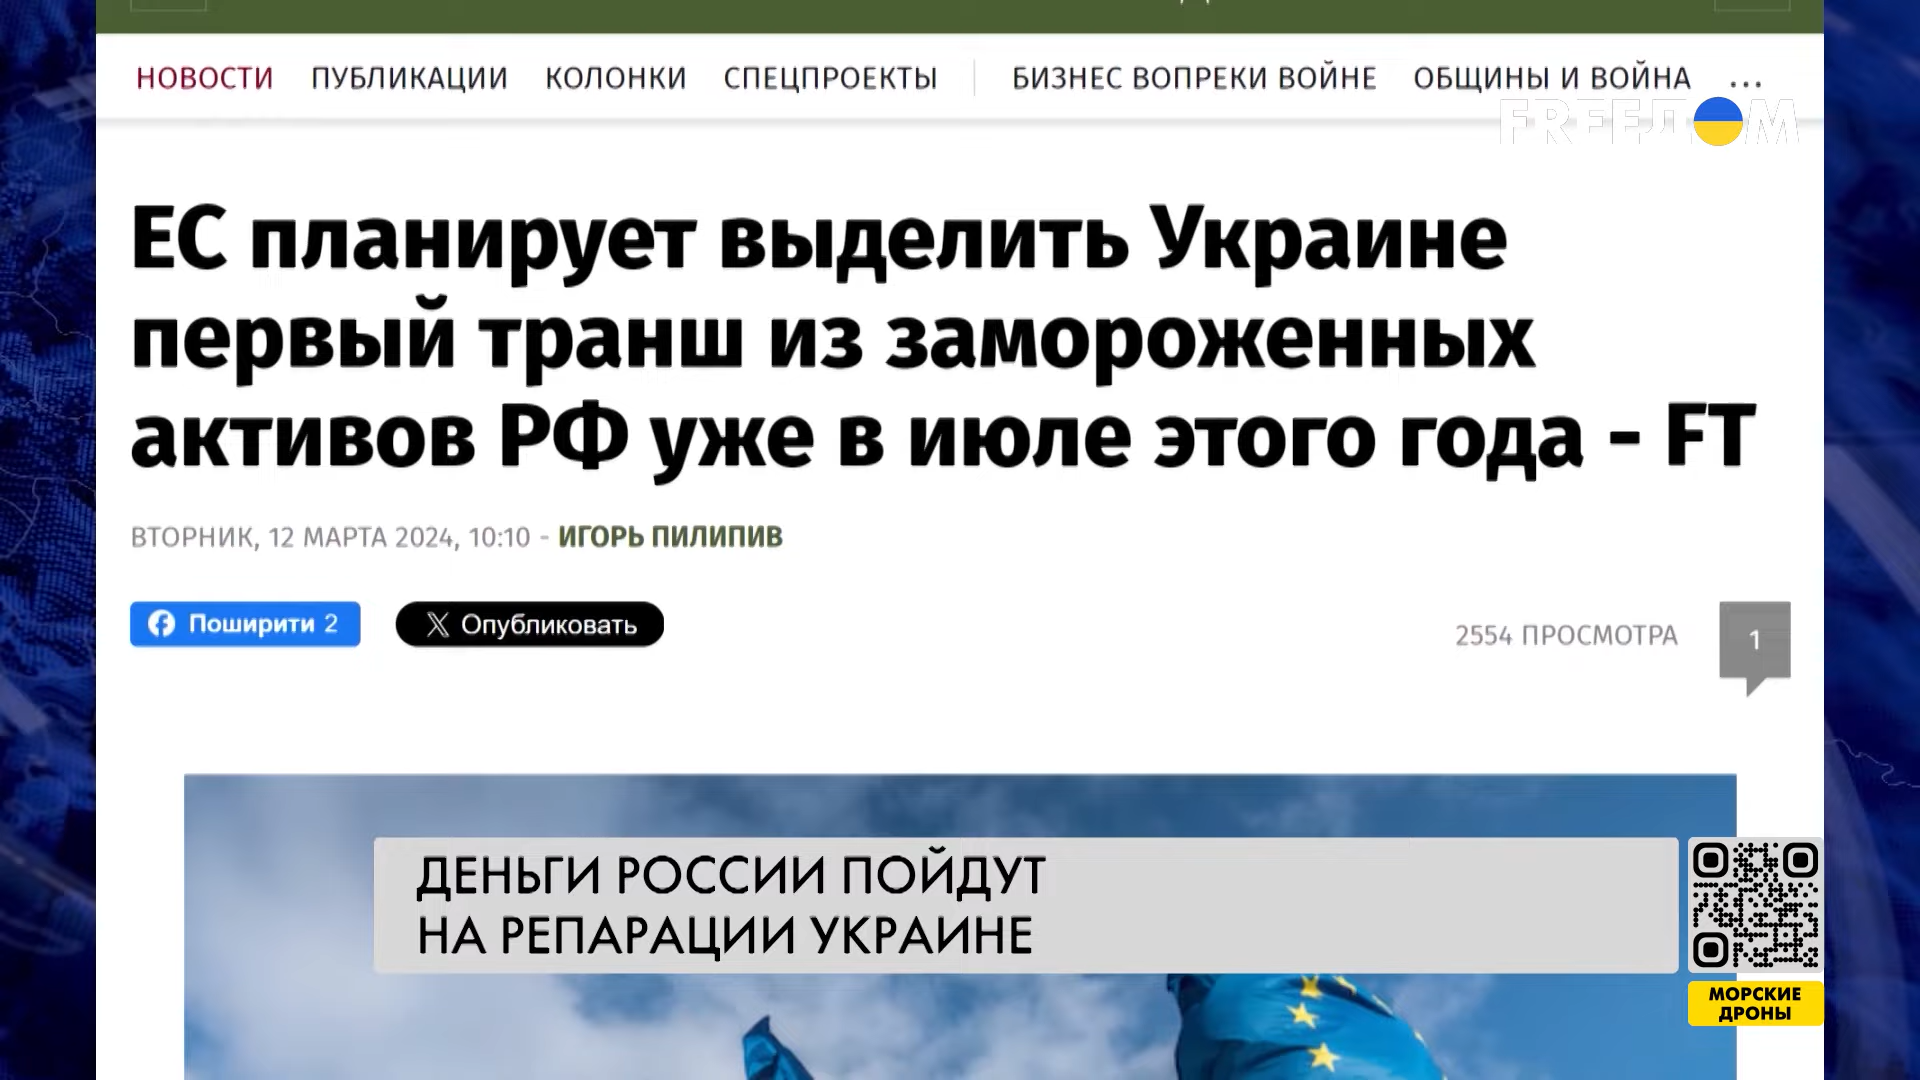 НОВОСТИ ПУБЛИКАЦИИ КОЛОНКИ СПЕЦПРОЕКТЫ БИЗНЕС ВОПРЕКИ ВОЙНЕ ОБЩИНЫ И ВОЙНА ...
FREEДOM
ЕС планирует выделить Украине
первый транш из замороженных
активов РФ уже в июле этого года - FT
ВТОРНИК, 12 МАРТА 2024, 10:10 - ИГОРЬ ПИЛИПИВ
Поширити 2
Опубликовать
2554 ПРОСМОТРА
1
ДЕНЬГИ РОССИИ ПОЙДУТ
НА РЕПАРАЦИИ УКРАИНЕ
МОРСКИЕ
ДРОНЫ